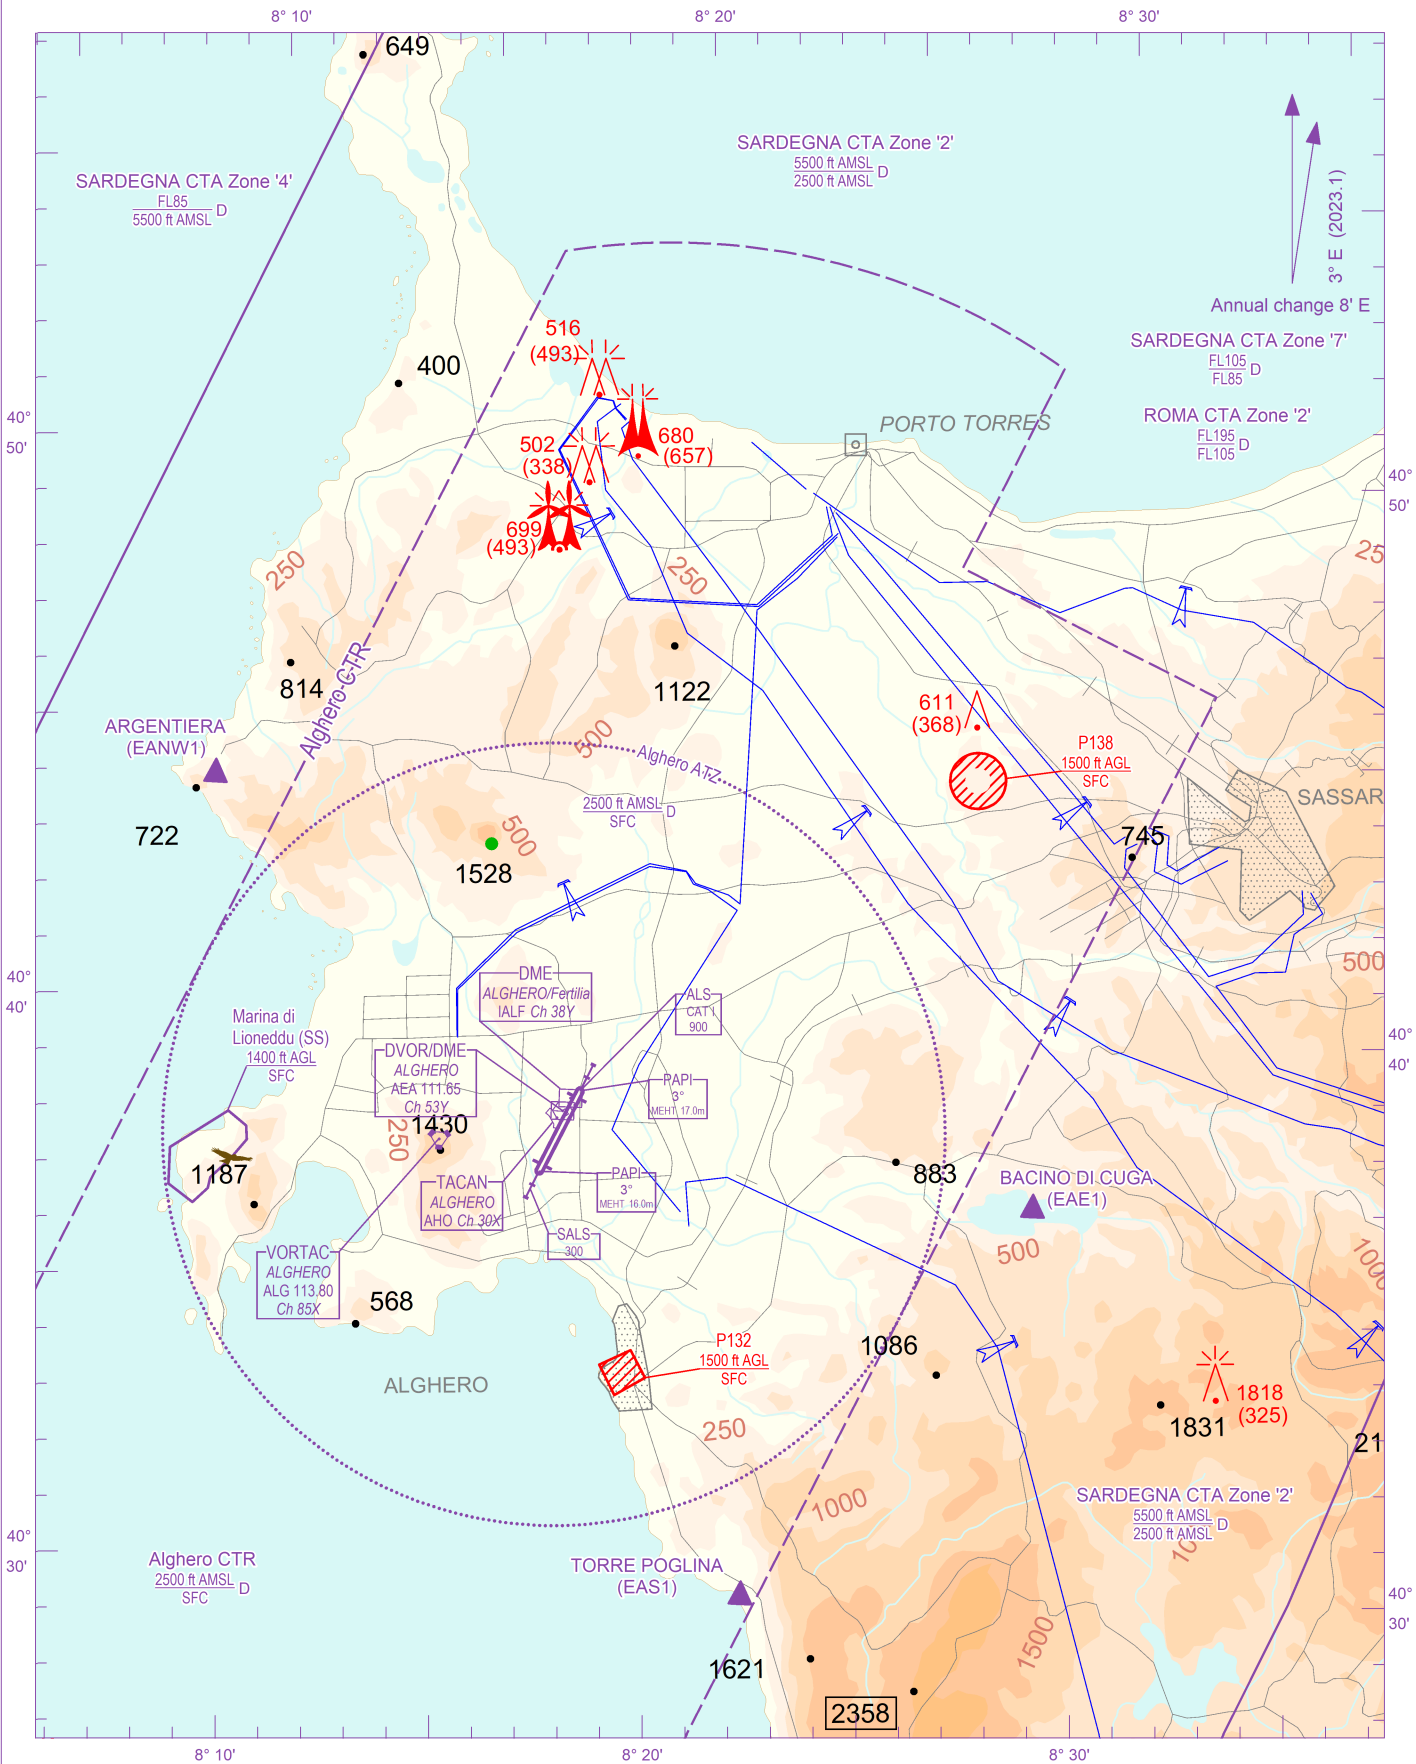 8° 10'
8° 20'
8° 30'
649
SARDEGNA CTA Zone '2'
5500 ft AMSL
2500 ft AMSL
D
SARDEGNA CTA Zone '4'
FL85
5500 ft AMSL
D
3° E (2023.1)
Annual change 8' E
SARDEGNA CTA Zone '7'
FL105
FL85
D
ROMA CTA Zone '2'
FL195
FL105
D
516
(493)
400
40°
50'
PORTO TORRES
680
(657)
502
(338)
40°
50'
699
(493)
250
250
250
814
1122
Alghero CTR
ARGENTIERA
(EANW1)
611
(368)
500
Alghero ATZ
2500 ft AMSL
SFC
D
P138
1500 ft AGL
SFC
SASSAR
722
500
1528
745
500
40°
40'
DME
ALGHERO/Fertilia
IALF Ch 38Y
ALS
CAT I
900
Marina di
Lioneddu (SS)
1400 ft AGL
SFC
DVOR/DME
ALGHERO
AEA 111.65
Ch 53Y
PAPI
3°
MEHT 17.0m
40°
40'
1430
250
1187
TACAN
ALGHERO
AHO Ch 30X
PAPI
3°
MEHT 16.0m
883
BACINO DI CUGA
(EAE1)
SALS
300
500
1000
VORTAC
ALGHERO
ALG 113.80
Ch 85X
568
P132
1500 ft AGL
SFC
1086
ALGHERO
1818
(325)
1831
250
21
1000
SARDEGNA CTA Zone '2'
5500 ft AMSL
2500 ft AMSL
D
40°
30'
Alghero CTR
2500 ft AMSL
SFC
D
TORRE POGLINA
(EAS1)
40°
30'
1500
1621
2358
8° 10'
8° 20'
8° 30'